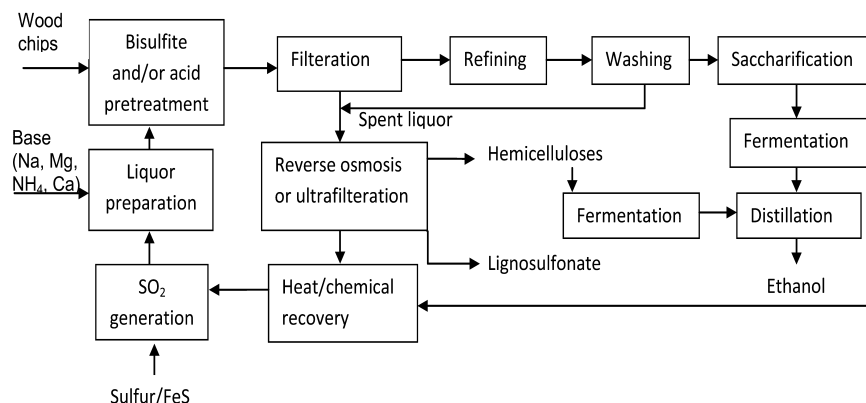 Wood
chips
Bisulfite
and/or acid
pretreatment
Filteration
Refining
Washing
Saccharification
Spent liquor
Base
(Na, Mg,
NH₄, Ca)
Liquor
preparation
Reverse osmosis
or ultrafilteration
Hemicelluloses
Fermentation
Fermentation
Distillation
Lignosulfonate
Ethanol
SO₂
generation
Heat/chemical
recovery
Sulfur/FeS